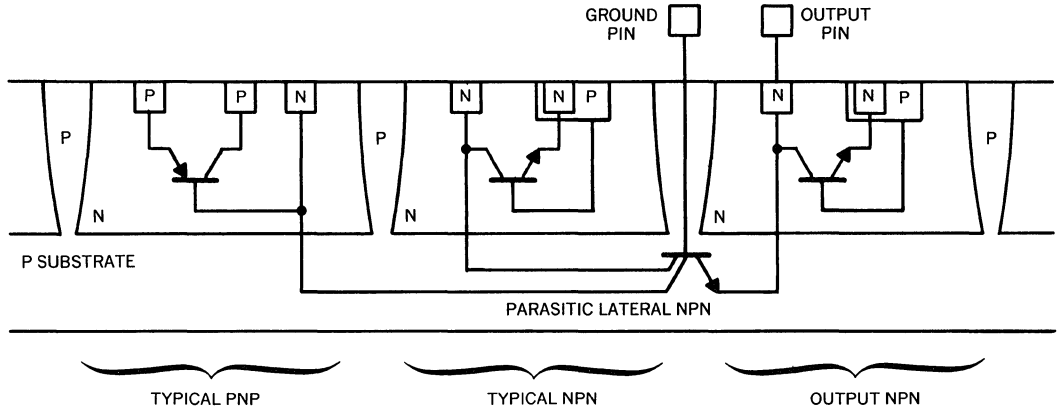 GROUND PIN
OUTPUT PIN
P P N N N P N N P
P P P
N N N
P SUBSTRATE
PARASITIC LATERAL NPN
TYPICAL PNP
TYPICAL NPN
OUTPUT NPN